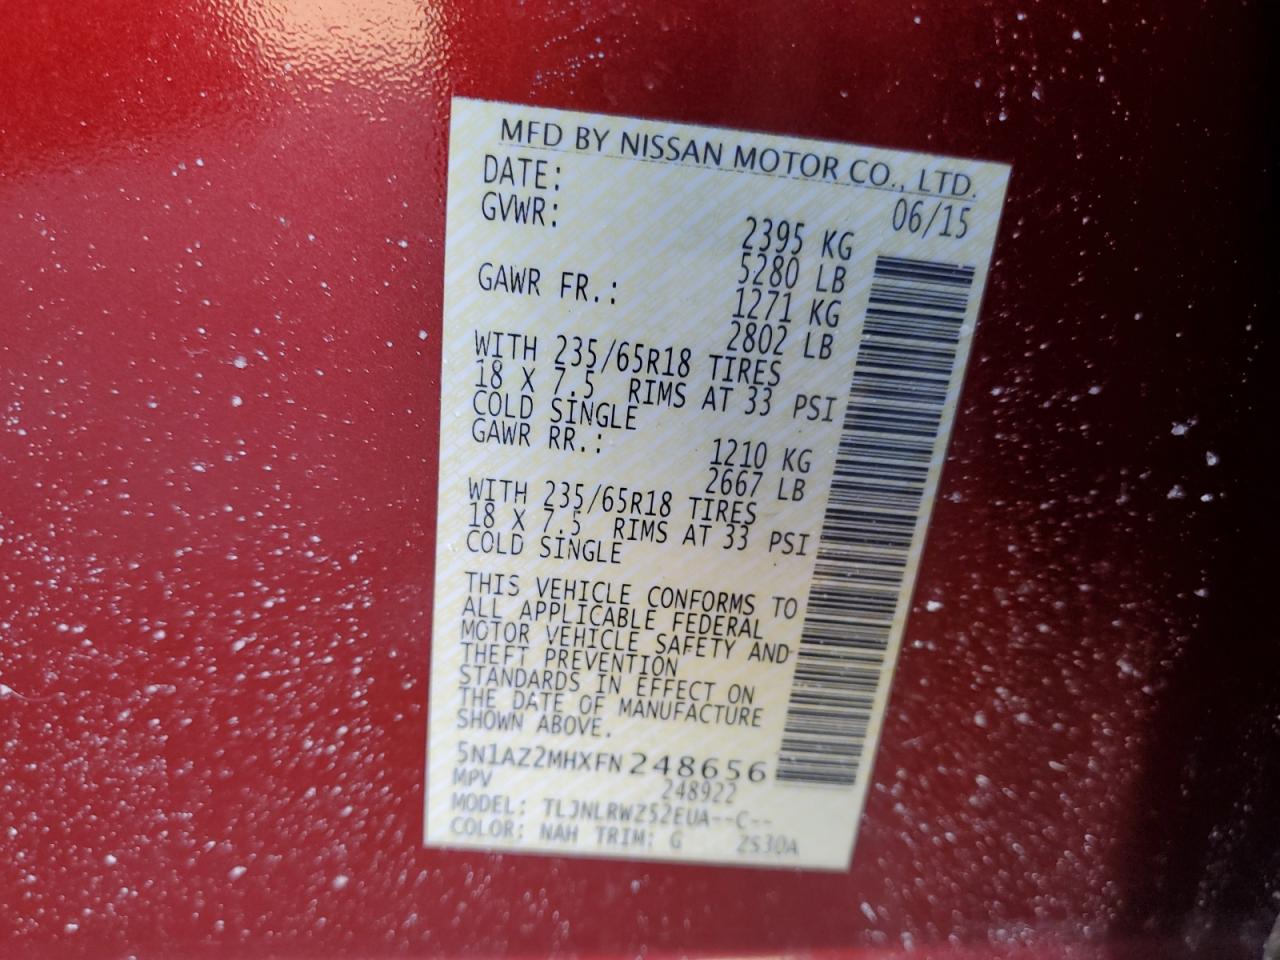 MFD BY NISSAN MOTOR CO., LTD.
DATE: 06/15
GVWR: 2395 KG
5280 LB
GAWR FR.: 1271 KG
2802 LB
WITH 235/65R18 TIRES
18 X 7.5 RIMS AT 33 PSI
COLD SINGLE
GAWR RR.: 1210 KG
2667 LB
WITH 235/65R18 TIRES
18 X 7.5 RIMS AT 33 PSI
COLD SINGLE
THIS VEHICLE CONFORMS TO
ALL APPLICABLE FEDERAL
MOTOR VEHICLE SAFETY AND
THEFT PREVENTION
STANDARDS IN EFFECT ON
THE DATE OF MANUFACTURE
SHOWN ABOVE.
5N1AZ2MHXFN248656
MPV 248922
MODEL: TLJNLRWZ52EUA--C--
COLOR: NAH TRIM: G ZS30A